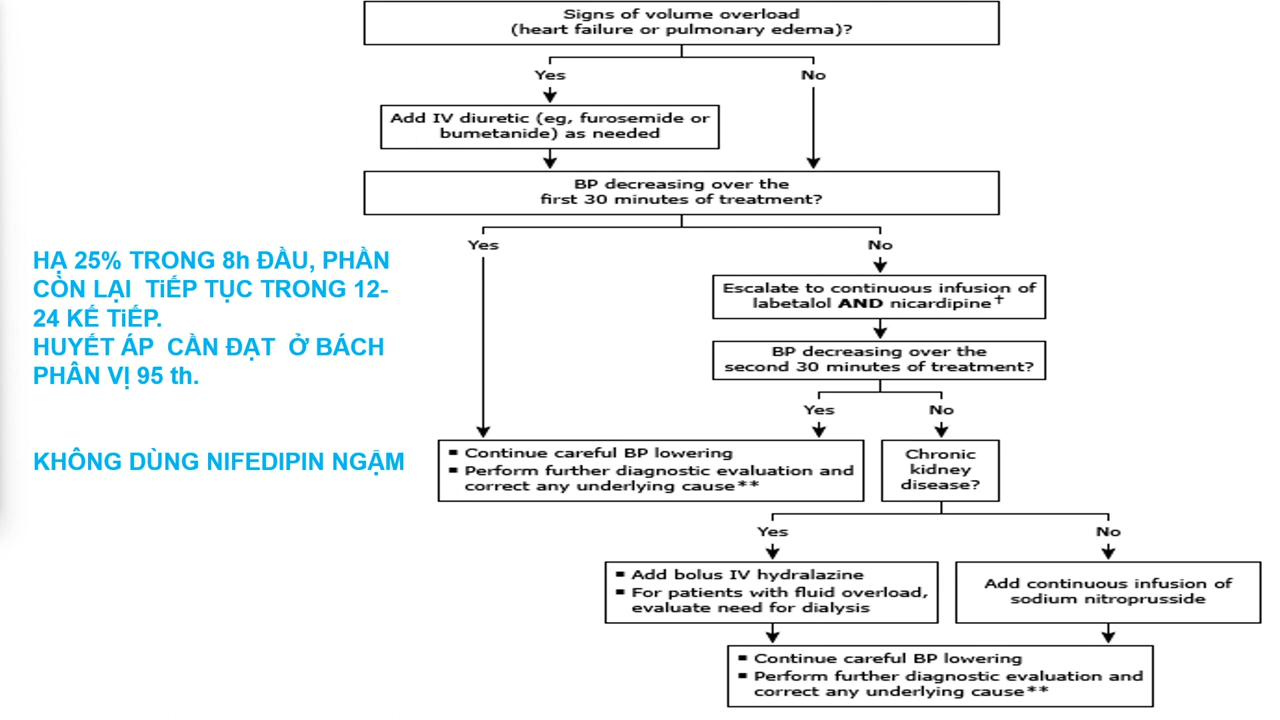 Signs of volume overload
(heart failure or pulmonary edema)?
Yes
No
Add IV diuretic (eg, furosemide or
bumetanide) as needed
BP decreasing over the
first 30 minutes of treatment?
Yes
No
HẠ 25% TRONG 8h ĐẦU, PHẦN
CÒN LẠI TiẾP TỤC TRONG 12-
24 KẾ TiẾP.
HUYẾT ÁP CẦN ĐẠT Ở BÁCH
PHÂN VỊ 95 th.
KHÔNG DÙNG NIFEDIPIN NGẬM
Escalate to continuous infusion of
labetalol AND nicardipine†
BP decreasing over the
second 30 minutes of treatment?
Yes
No
▪ Continue careful BP lowering
▪ Perform further diagnostic evaluation and
correct any underlying cause**
Chronic
kidney
disease?
Yes
No
▪ Add bolus IV hydralazine
▪ For patients with fluid overload,
evaluate need for dialysis
Add continuous infusion of
sodium nitroprusside
▪ Continue careful BP lowering
▪ Perform further diagnostic evaluation and
correct any underlying cause**